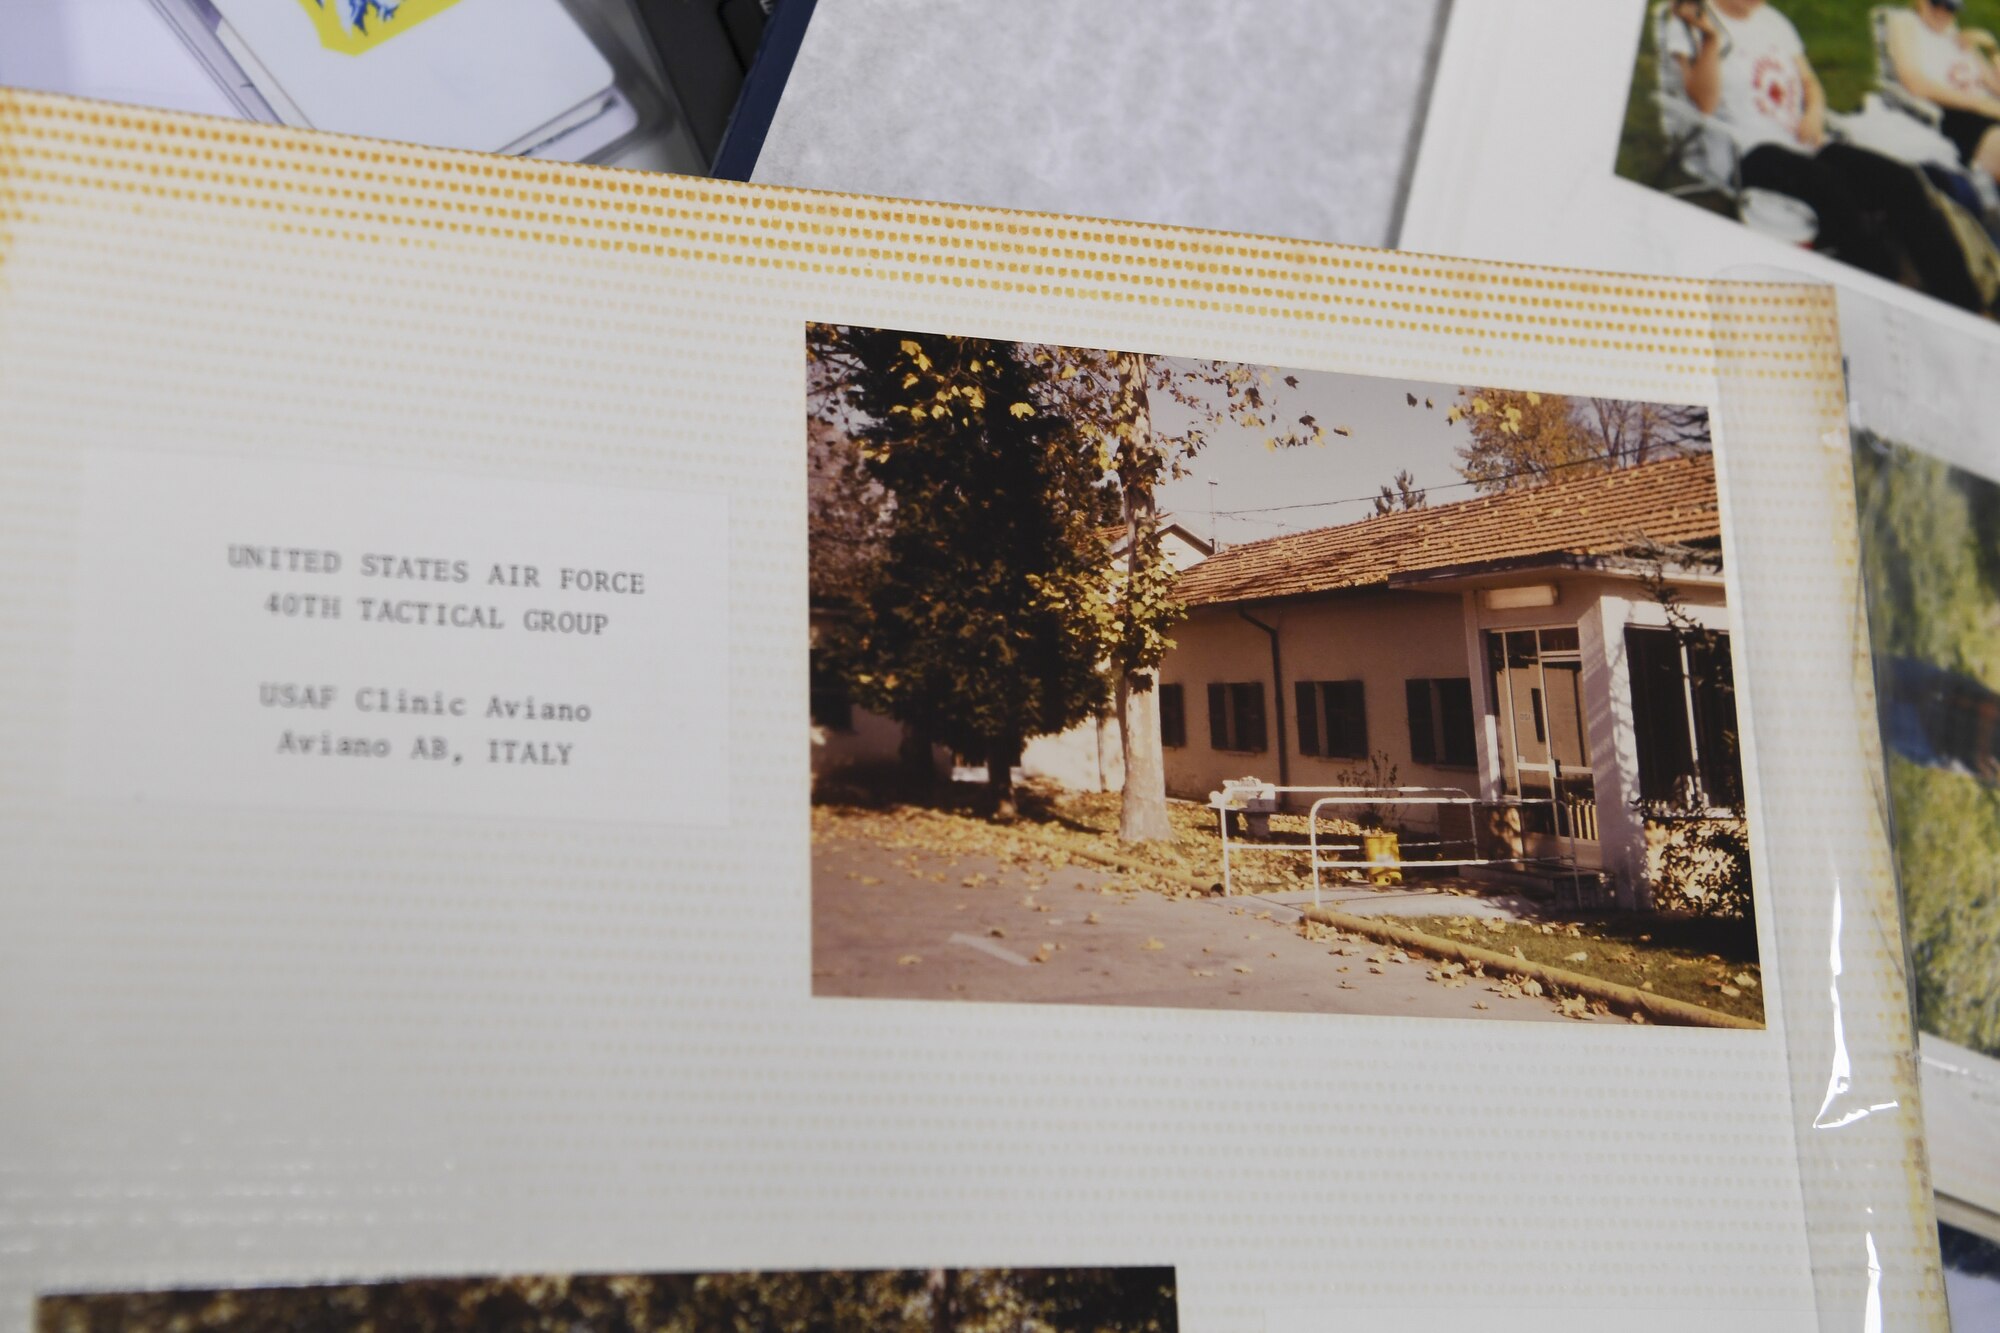 UNITED STATES AIR FORCE
40TH TACTICAL GROUP
USAF Clinic Aviano
Aviano AB, ITALY